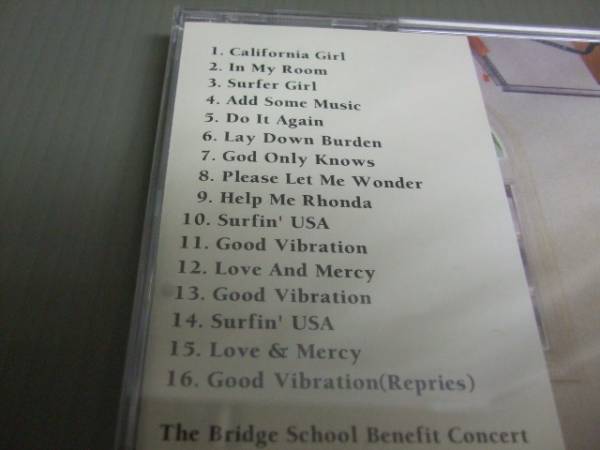 1. California Girl
2. In My Room
3. Surfer Girl
4. Add Some Music
5. Do It Again
6. Lay Down Burden
7. God Only Knows
8. Please Let Me Wonder
9. Help Me Rhonda
10. Surfin' USA
11. Good Vibration
12. Love And Mercy
13. Good Vibration
14. Surfin' USA
15. Love & Mercy
16. Good Vibration(Repries)
The Bridge School Benefit Concert